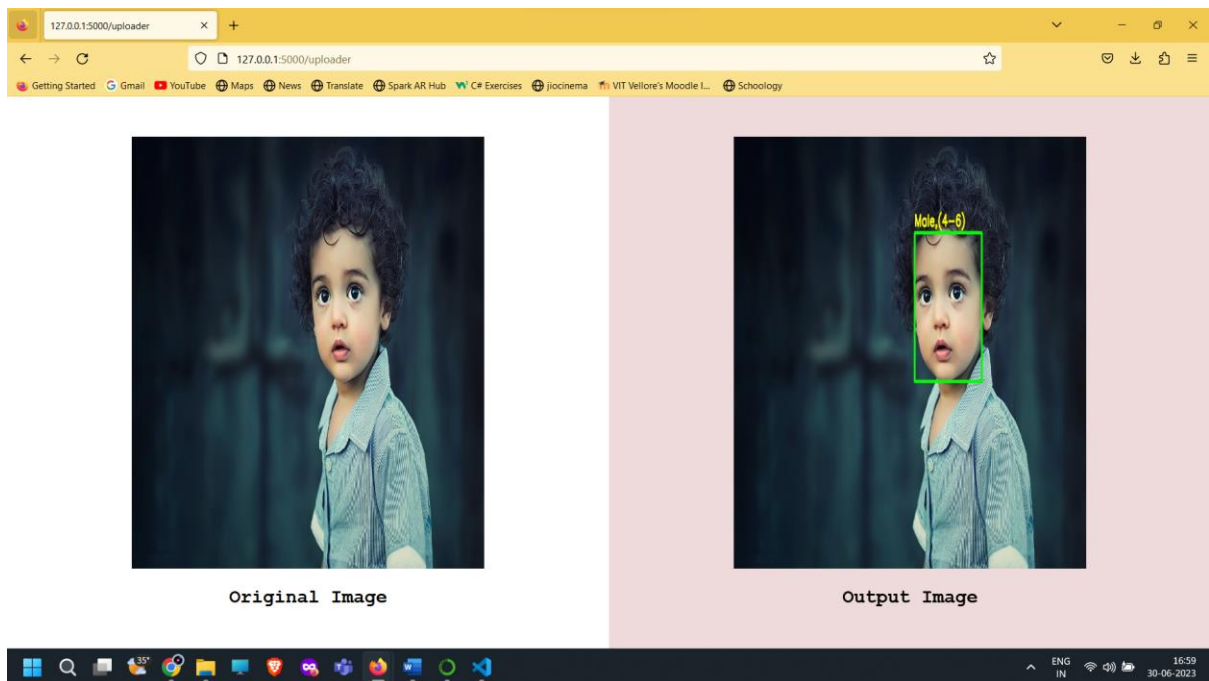 127.0.0.1:5000/uploader
127.0.0.1:5000/uploader
Getting Started Gmail YouTube Maps News Translate Spark AR Hub C# Exercises jiocinema VIT Vellore's Moodle l... Schoology
Male,(4-6)
Original Image
Output Image
35°
ENG
IN
16:59
30-06-2023